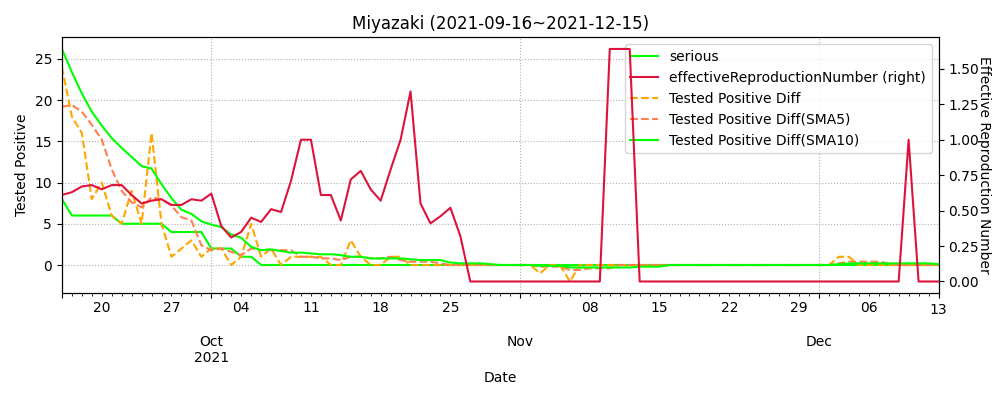 Miyazaki (2021-09-16~2021-12-15)
serious
effectiveReproductionNumber (right)
Tested Positive Diff
Tested Positive Diff(SMA5)
Tested Positive Diff(SMA10)
Tested Positive
25
20
15
10
5
0
Effective Reproduction Number
1.50
1.25
1.00
0.75
0.50
0.25
0.00
20 27 04 11 18 25 08 15 22 29 06 13
Oct Nov Dec
2021
Date